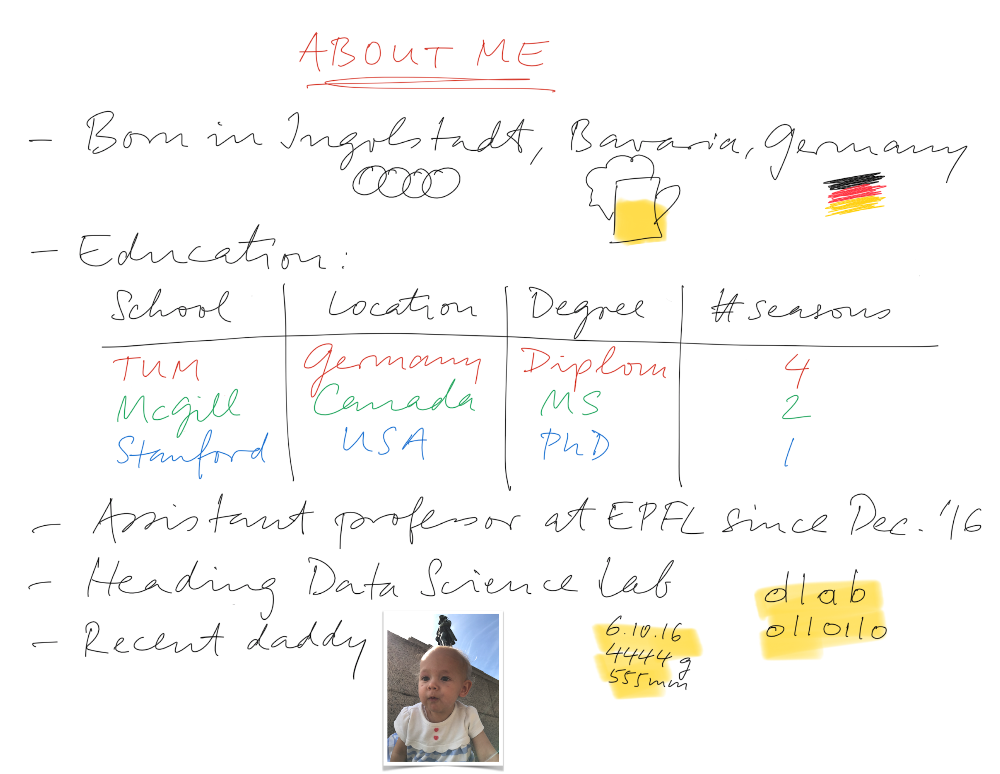 ABOUT ME
- Born in Ingolstadt, Bavaria, Germany
- Education:
School Location Degree # seasons
TUM Germany Diplom 4
McGill Canada MS 2
Stanford USA PhD 1
- Assistant professor at EPFL since Dec. '16
- Heading Data Science Lab dlab
01101110
- Recent daddy 6.10.16
4444 g
555mm